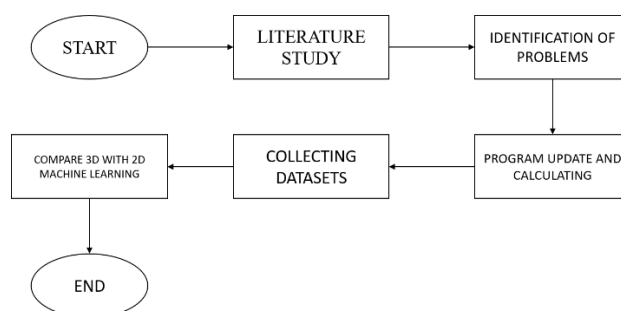 START
LITERATURE
STUDY
IDENTIFICATION OF
PROBLEMS
PROGRAM UPDATE AND
CALCULATING
COLLECTING
DATASETS
COMPARE 3D WITH 2D
MACHINE LEARNING
END